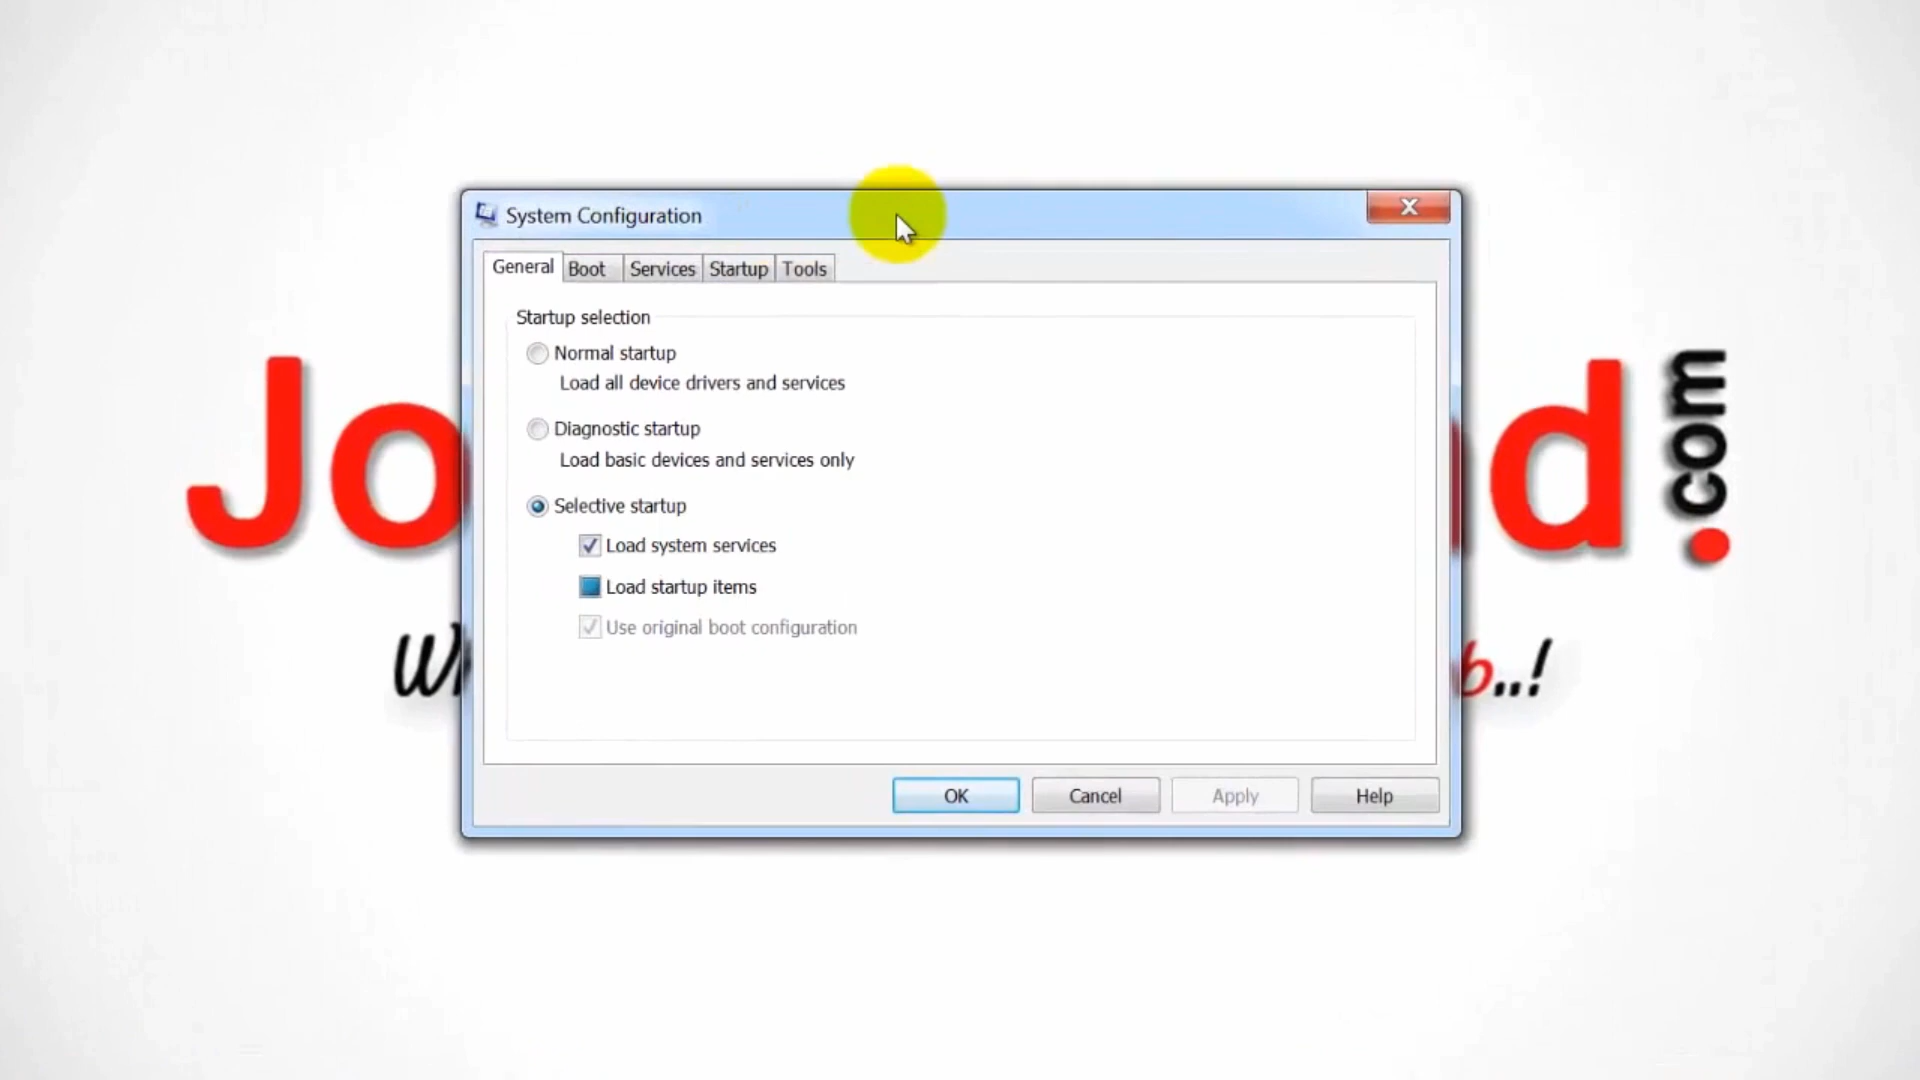 System Configuration
General Boot Services Startup Tools
Startup selection
Normal startup
Load all device drivers and services
Diagnostic startup
Load basic devices and services only
Selective startup
Load system services
Load startup items
Use original boot configuration
Jo d .com
b..!
OK Cancel Apply Help